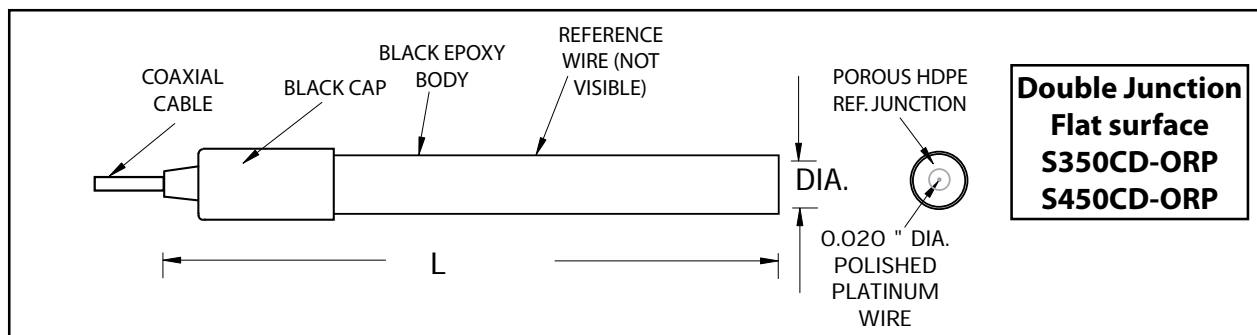 COAXIAL
CABLE
BLACK CAP
BLACK EPOXY
BODY
REFERENCE
WIRE (NOT
VISIBLE)
POROUS HDPE
REF. JUNCTION
DIA.
L
0.020 " DIA.
POLISHED
PLATINUM
WIRE
Double Junction
Flat surface
S350CD-ORP
S450CD-ORP